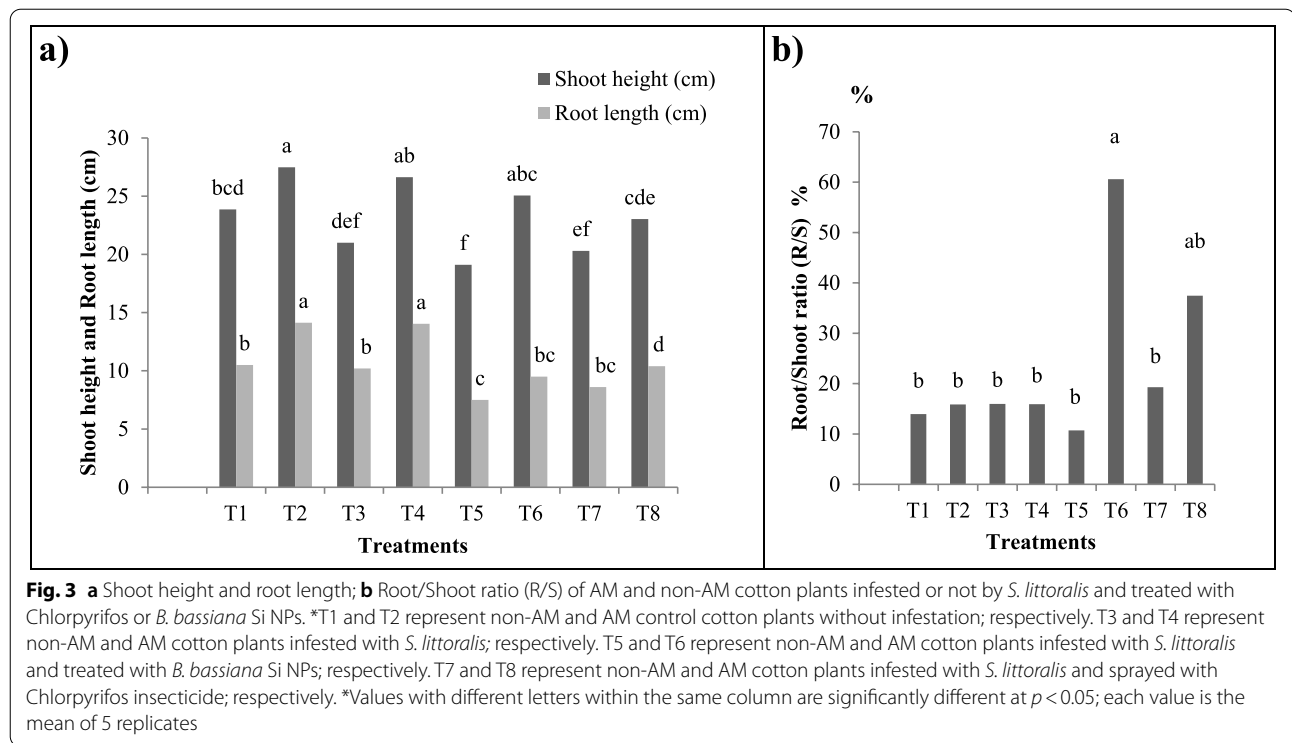 a)
Shoot height (cm)
Root length (cm)
Shoot height and Root length (cm)
30
25
20
15
10
5
0
bcd
b
a
a
def
b
ab
a
f
c
abc
bc
ef
bc
cde
d
T1 T2 T3 T4 T5 T6 T7 T8
Treatments
b)
%
Root/Shoot ratio (R/S) %
70
60
50
40
30
20
10
0
b b b b b a b ab
T1 T2 T3 T4 T5 T6 T7 T8
Treatments
Fig. 3 a Shoot height and root length; b Root/Shoot ratio (R/S) of AM and non-AM cotton plants infested or not by S. littoralis and treated with
Chlorpyrifos or B. bassiana Si NPs. *T1 and T2 represent non-AM and AM control cotton plants without infestation; respectively. T3 and T4 represent
non-AM and AM cotton plants infested with S. littoralis; respectively. T5 and T6 represent non-AM and AM cotton plants infested with S. littoralis
and treated with B. bassiana Si NPs; respectively. T7 and T8 represent non-AM and AM cotton plants infested with S. littoralis and sprayed with
Chlorpyrifos insecticide; respectively. *Values with different letters within the same column are significantly different at p < 0.05; each value is the
mean of 5 replicates